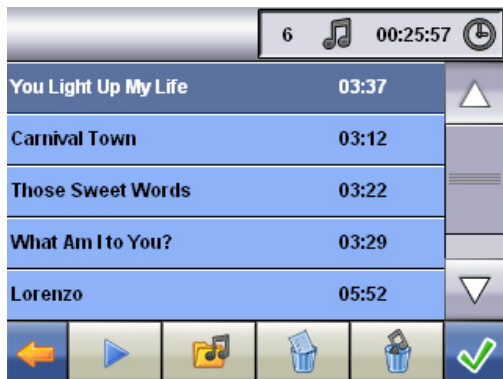 6 00:25:57
You Light Up My Life 03:37
Carnival Town 03:12
Those Sweet Words 03:22
What Am I to You? 03:29
Lorenzo 05:52